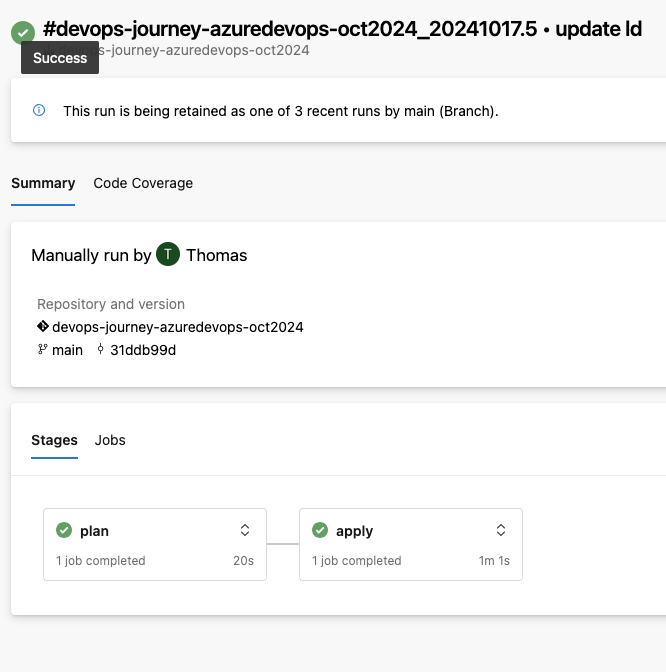 #devops-journey-azuredevops-oct2024_20241017.5 • update ld
devops-journey-azuredevops-oct2024
Success
This run is being retained as one of 3 recent runs by main (Branch).
Summary Code Coverage
Manually run by T Thomas
Repository and version
devops-journey-azuredevops-oct2024
main 31ddb99d
Stages Jobs
plan apply
1 job completed 20s 1 job completed 1m 1s